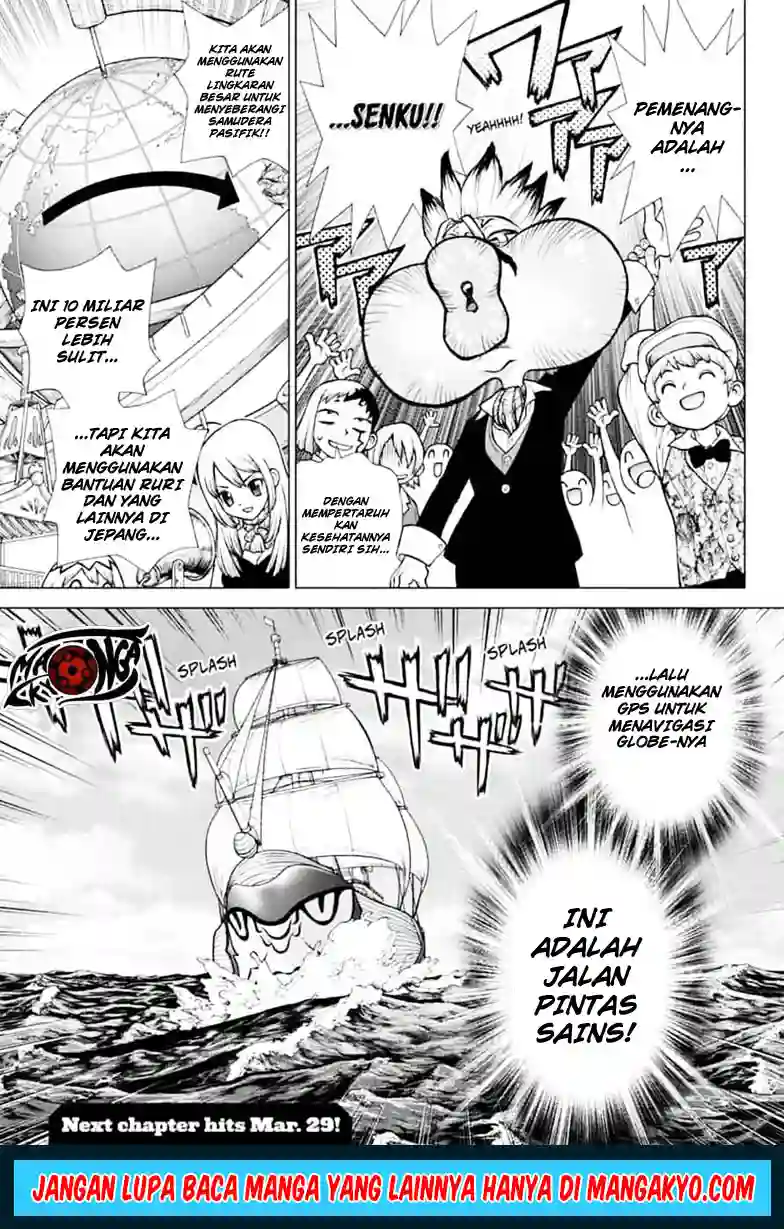 PEMENANG-
NYA
ADALAH
...
YEAHHHH!
...SENKU!!
DENGAN
MEMPERTARUH
KAN
KESEHATANNYA
SENDIRI SIH...
KITA AKAN
MENGGUNAKAN
RUTE
LINGKARAN
BESAR UNTUK
MENYEBERANGI
SAMUDERA
PASIFIK!!
INI 10 MILIAR
PERSEN
LEBIH
SULIT...
...TAPI KITA
AKAN
MENGGUNAKAN
BANTUAN RURI
DAN YANG
LAINNYA DI
JEPANG...
...LALU
MENGGUNAKAN
GPS UNTUK
MENAVIGASI
GLOBE-NYA
SPLASH
SPLASH
SPLASH
INI
ADALAH
JALAN
PINTAS
SAINS!
Next chapter hits Mar. 29!
JANGAN LUPA BACA MANGA YANG LAINNYA HANYA DI MANGAKYO.COM